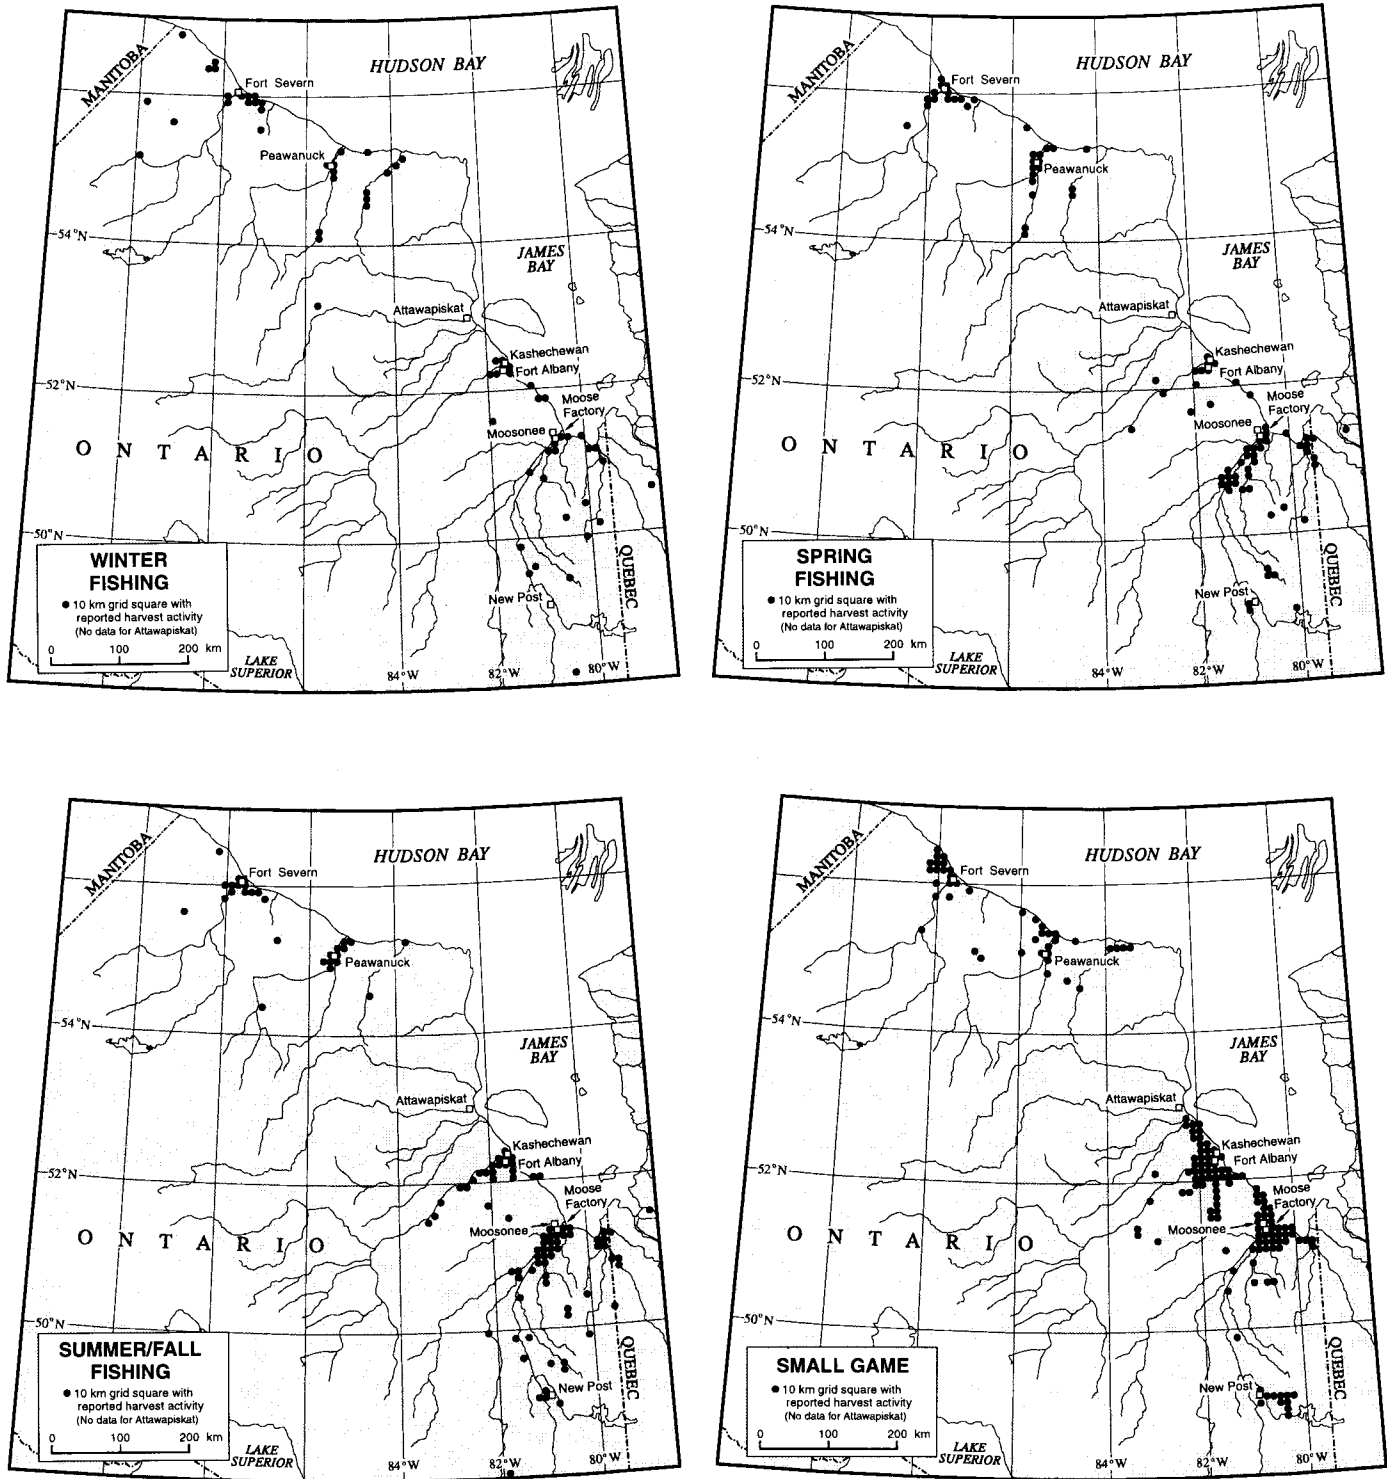 MANITOBA
HUDSON BAY
Fort Severn
Peawanuck
54°N
JAMES
BAY
Attawapiskat
Kashechewan
Fort Albany
52°N
Moose
Factory
Moosonee
ONTARIO
50°N
QUEBEC
New Post
WINTER
FISHING
● 10 km grid square with
reported harvest activity
(No data for Attawapiskat)
0 100 200 km
LAKE
SUPERIOR
84°W
82°W
80°W
MANITOBA
HUDSON BAY
Fort Severn
Peawanuck
54°N
JAMES
BAY
Attawapiskat
Kashechewan
Fort Albany
52°N
Moose
Factory
Moosonee
ONTARIO
50°N
QUEBEC
New Post
SPRING
FISHING
● 10 km grid square with
reported harvest activity
(No data for Attawapiskat)
0 100 200 km
LAKE
SUPERIOR
84°W
82°W
80°W
MANITOBA
HUDSON BAY
Fort Severn
Peawanuck
54°N
JAMES
BAY
Attawapiskat
Kashechewan
Fort Albany
52°N
Moose
Factory
Moosonee
ONTARIO
50°N
QUEBEC
New Post
SUMMER/FALL
FISHING
● 10 km grid square with
reported harvest activity
(No data for Attawapiskat)
0 100 200 km
LAKE
SUPERIOR
84°W
82°W
80°W
MANITOBA
HUDSON BAY
Fort Severn
Peawanuck
54°N
JAMES
BAY
Attawapiskat
Kashechewan
Fort Albany
52°N
Moose
Factory
Moosonee
ONTARIO
50°N
QUEBEC
New Post
SMALL GAME
● 10 km grid square with
reported harvest activity
(No data for Attawapiskat)
0 100 200 km
LAKE
SUPERIOR
84°W
82°W
80°W